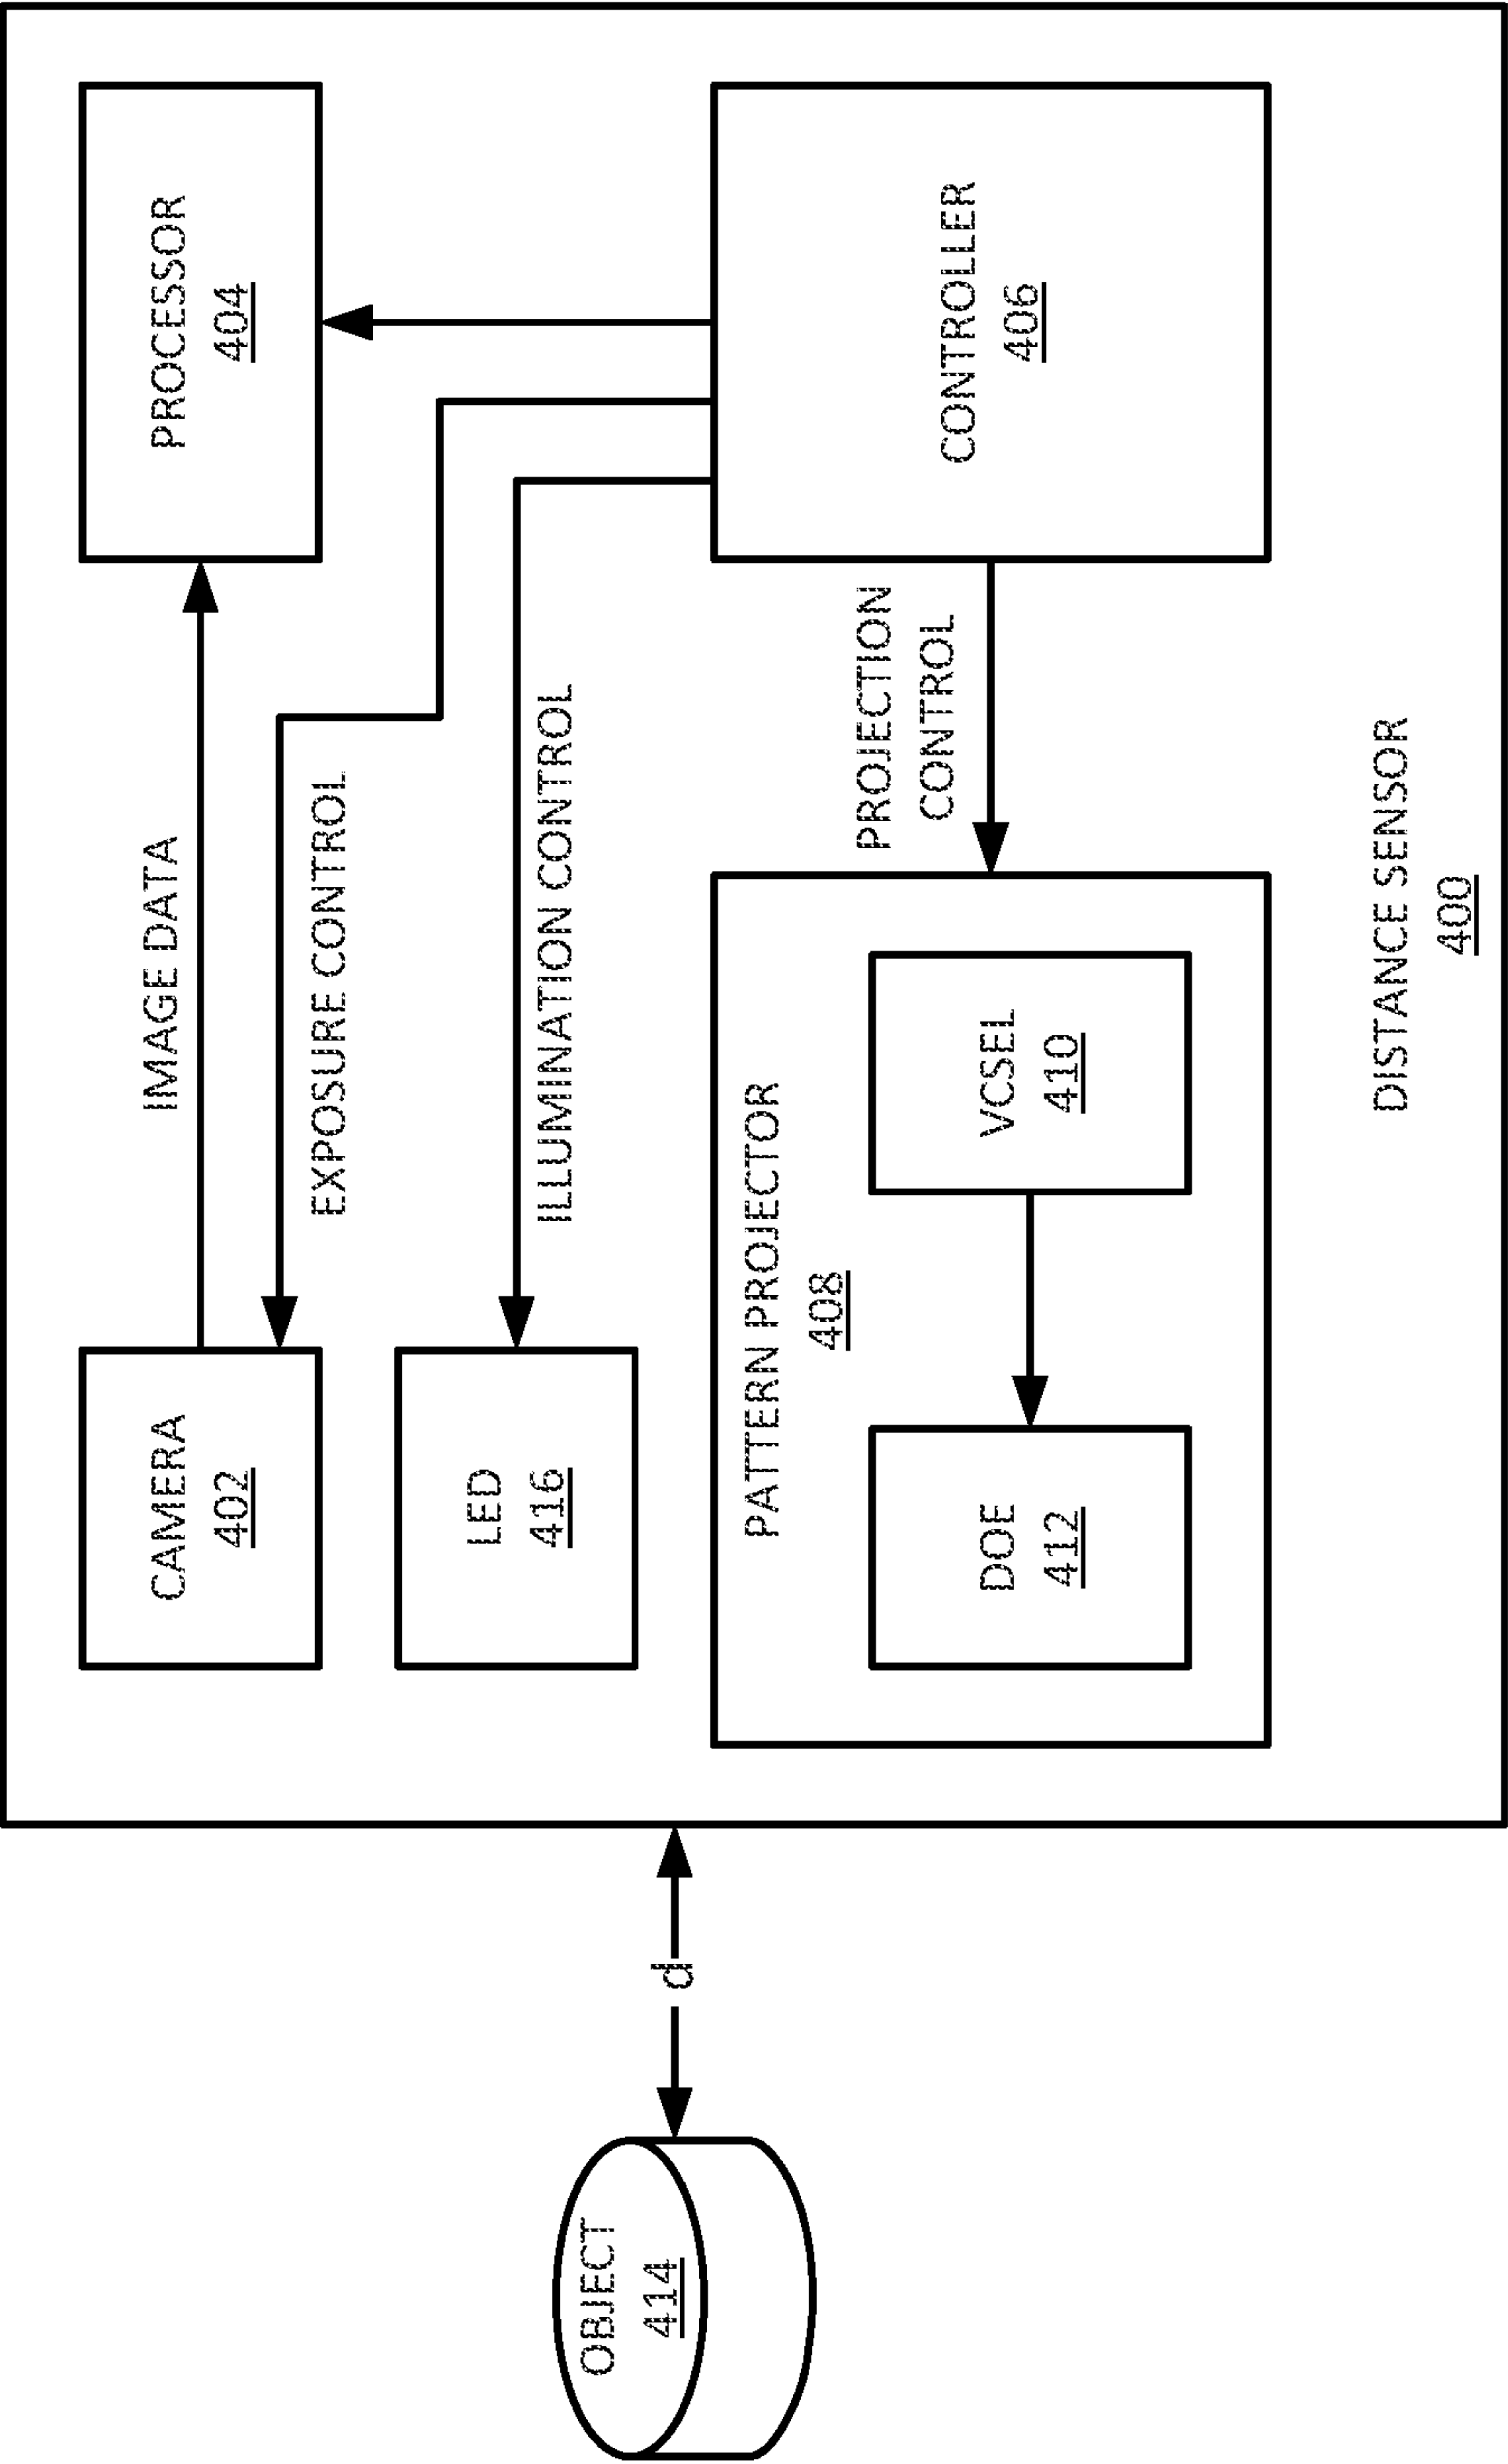 CAMERA
402
IMAGE DATA
PROCESSOR
404
EXPOSURE CONTROL
LED
416
ILLUMINATION CONTROL
OBJECT
414
d
PATTERN PROJECTOR
408
PROJECTION
CONTROL
CONTROLLER
406
DOE
412
VCSEL
410
DISTANCE SENSOR
400